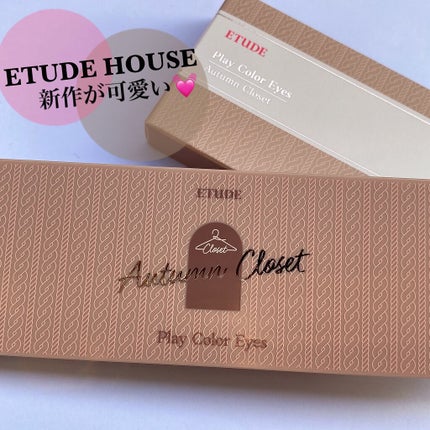 ETUDE HOUSE
新作が可愛い💕
ETUDE
Play Color Eyes
Autumn Closet
ETUDE
Closet
Autumn Closet
Play Color Eyes